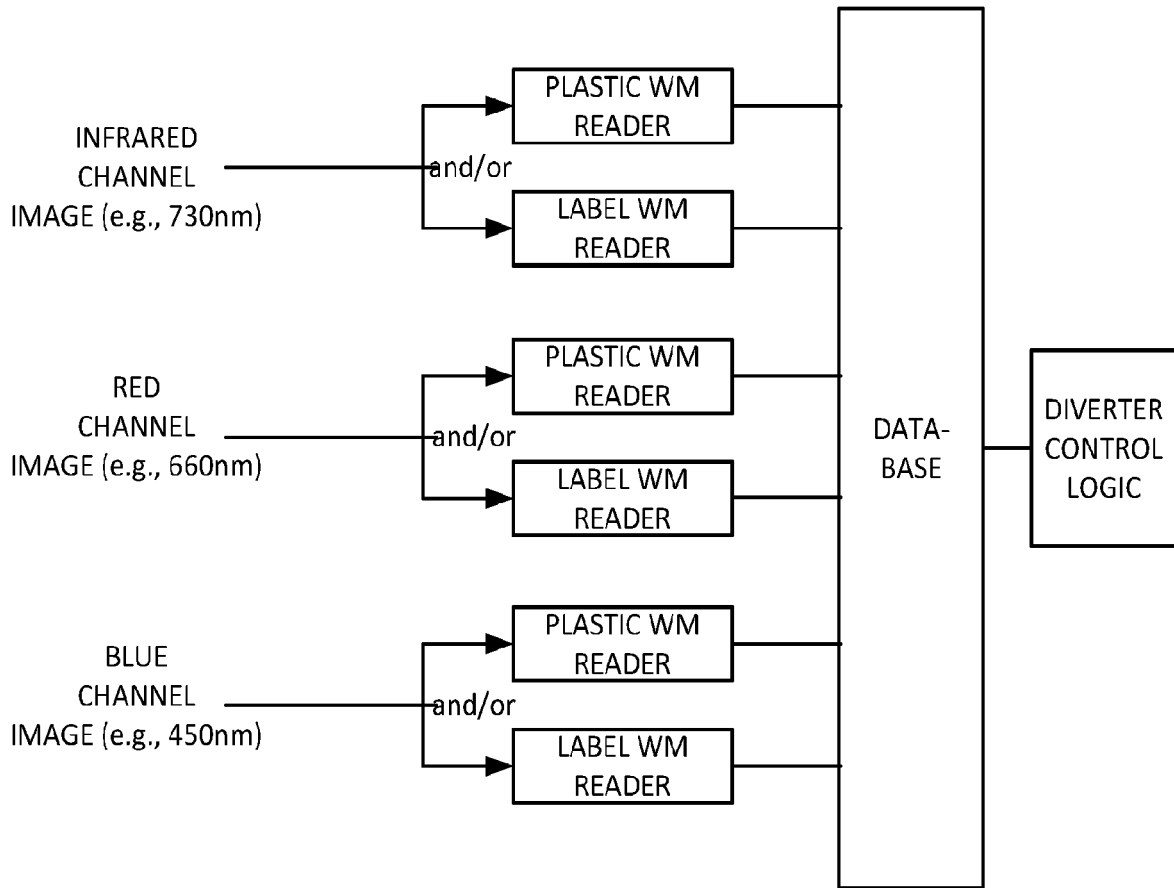 INFRARED
CHANNEL
IMAGE (e.g., 730nm)
and/or
PLASTIC WM
READER
LABEL WM
READER
RED
CHANNEL
IMAGE (e.g., 660nm)
and/or
PLASTIC WM
READER
LABEL WM
READER
BLUE
CHANNEL
IMAGE (e.g., 450nm)
and/or
PLASTIC WM
READER
LABEL WM
READER
DATA-
BASE
DIVERTER
CONTROL
LOGIC